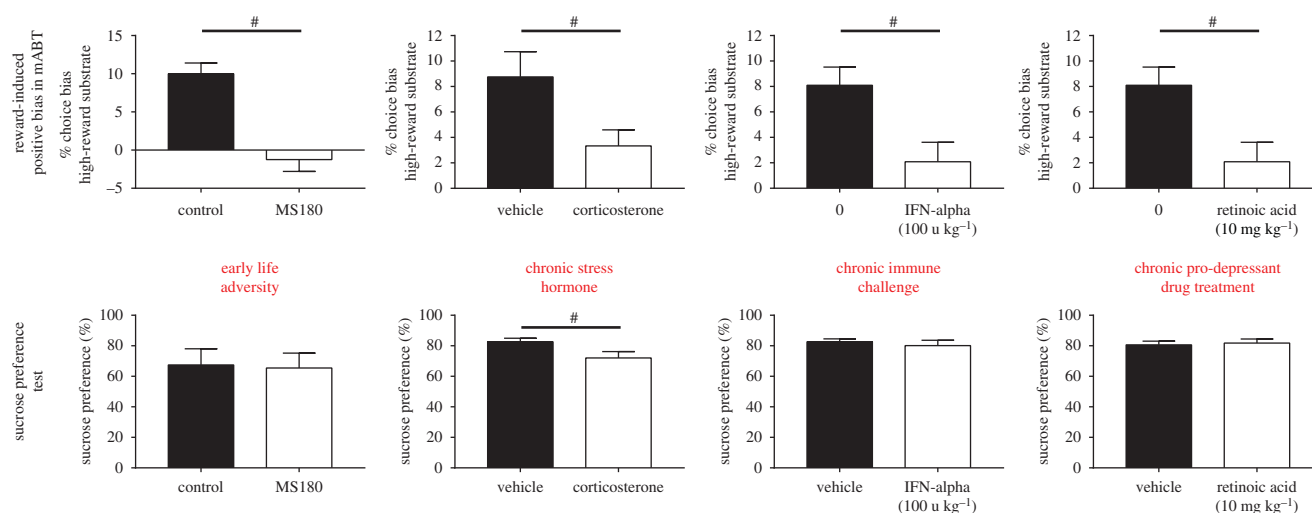 reward-induced
positive bias in mABT
% choice bias
high-reward substrate
15
10
5
0
–5
#
control
MS180
% choice bias
high-reward substrate
12
10
8
6
4
2
0
#
vehicle
corticosterone
% choice bias
high-reward substrate
12
10
8
6
4
2
0
#
0
IFN-alpha
(100 u kg⁻¹)
% choice bias
high-reward substrate
12
10
8
6
4
2
0
#
0
retinoic acid
(10 mg kg⁻¹)
early life
adversity
chronic stress
hormone
chronic immune
challenge
chronic pro-depressant
drug treatment
sucrose preference
test
sucrose preference (%)
100
80
60
40
20
0
control
MS180
sucrose preference (%)
100
80
60
40
20
0
#
vehicle
corticosterone
sucrose preference (%)
100
80
60
40
20
0
vehicle
IFN-alpha
(100 u kg⁻¹)
sucrose preference (%)
100
80
60
40
20
0
vehicle
retinoic acid
(10 mg kg⁻¹)